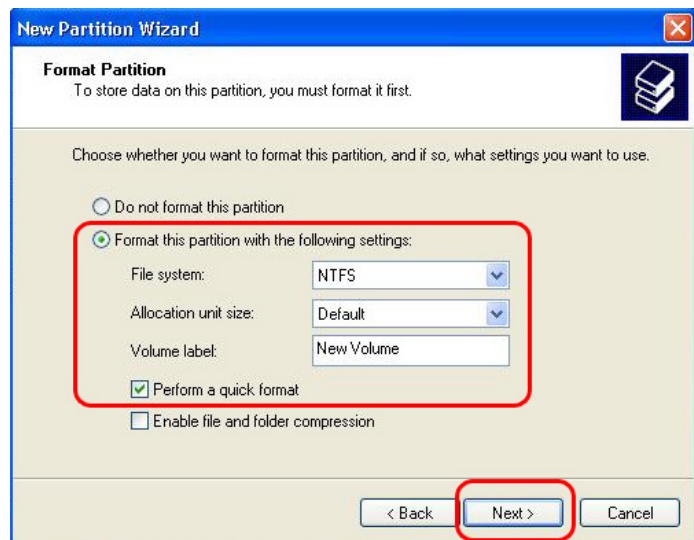 New Partition Wizard
Format Partition
To store data on this partition, you must format it first.
Choose whether you want to format this partition, and if so, what settings you want to use.
Do not format this partition
Format this partition with the following settings:
File system: NTFS
Allocation unit size: Default
Volume label: New Volume
Perform a quick format
Enable file and folder compression
< Back Next > Cancel